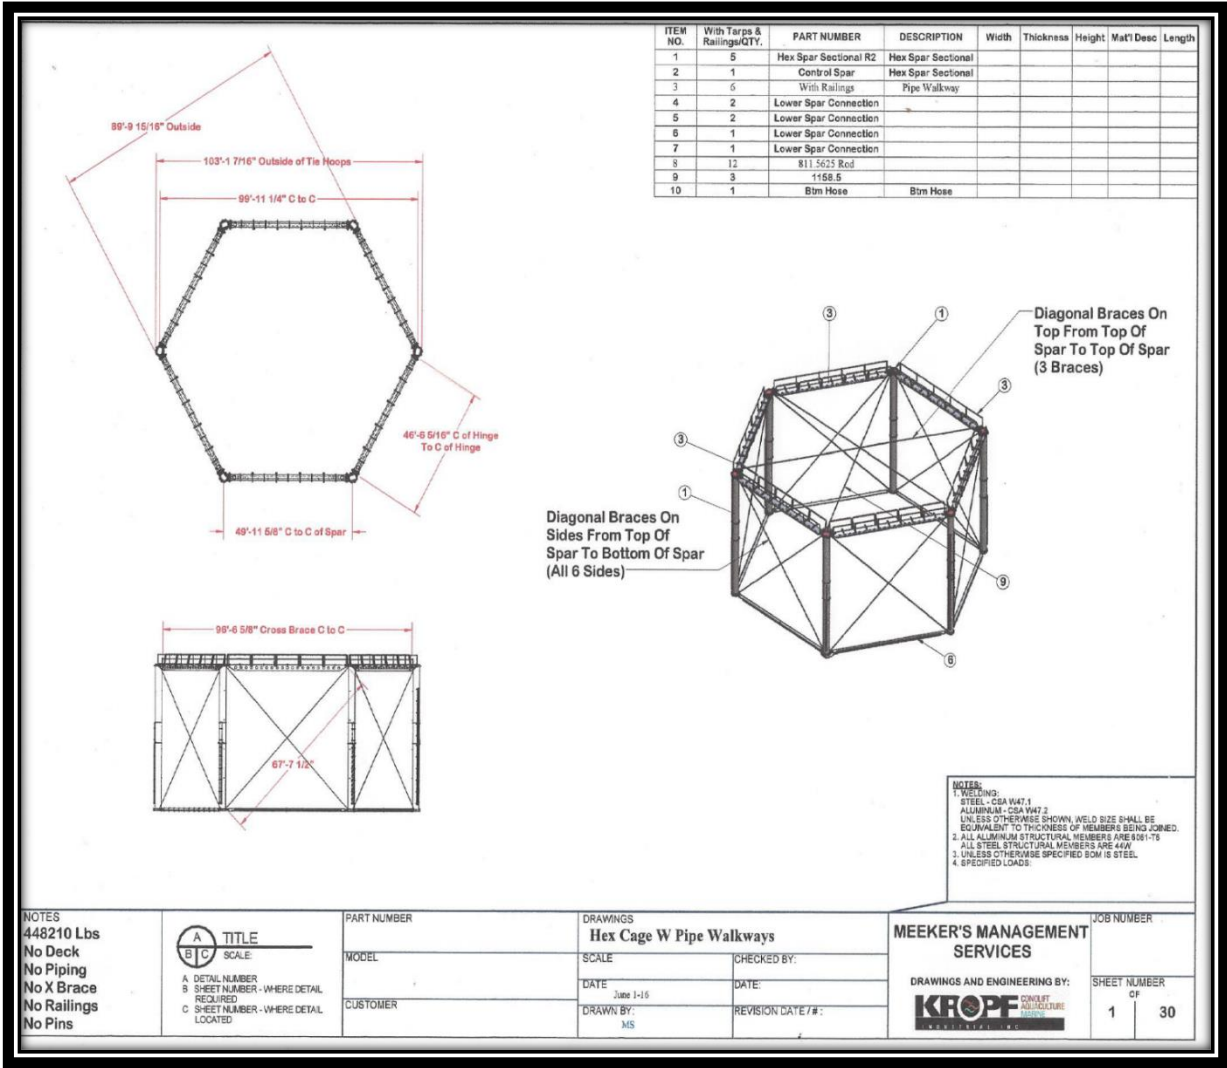 ITEM NO. With Tarps & Railings/QTY. PART NUMBER DESCRIPTION Width Thickness Height Mat'l Desc Length
1 5 Hex Spar Sectional R2 Hex Spar Sectional
2 1 Control Spar Hex Spar Sectional
3 6 With Railings Pipe Walkway
4 2 Lower Spar Connection
5 2 Lower Spar Connection
6 1 Lower Spar Connection
7 1 Lower Spar Connection
8 12 811.5625 Rod
9 3 1158.5
10 1 Btm Hose Btm Hose
89'-9 15/16" Outside
103'-1 7/16" Outside of Tie Hoops
99'-11 1/4" C to C
46'-6 5/16" C of Hinge
To C of Hinge
49'-11 5/8" C to C of Spar
3
1
Diagonal Braces On
Top From Top Of
Spar To Top Of Spar
(3 Braces)
3
3
1
Diagonal Braces On
Sides From Top Of
Spar To Bottom Of Spar
(All 6 Sides)
9
6
96'-6 5/8" Cross Brace C to C
67'-7 1/2"
NOTES:
1. WELDING:
STEEL - CSA W47.1
ALUMINUM - CSA W47.2
UNLESS OTHERWISE SHOWN, WELD SIZE SHALL BE
EQUIVALENT TO THICKNESS OF MEMBERS BEING JOINED.
2. ALL ALUMINUM STRUCTURAL MEMBERS ARE 6061-T6
ALL STEEL STRUCTURAL MEMBERS ARE 44W
3. UNLESS OTHERWISE SPECIFIED BOM IS STEEL
4. SPECIFIED LOADS:
NOTES
448210 Lbs
No Deck
No Piping
No X Brace
No Railings
No Pins
A
B C
TITLE
SCALE:
A DETAIL NUMBER
B SHEET NUMBER - WHERE DETAIL
REQUIRED
C SHEET NUMBER - WHERE DETAIL
LOCATED
PART NUMBER
MODEL
CUSTOMER
DRAWINGS
Hex Cage W Pipe Walkways
SCALE
CHECKED BY:
DATE
June 1-16
DATE:
DRAWN BY:
MS
REVISION DATE / # :
MEEKER'S MANAGEMENT
SERVICES
DRAWINGS AND ENGINEERING BY:
KROPF
INDUSTRIAL INC
CONOLIFT
AQUACULTURE
MARINE
JOB NUMBER
SHEET NUMBER
OF
1 30